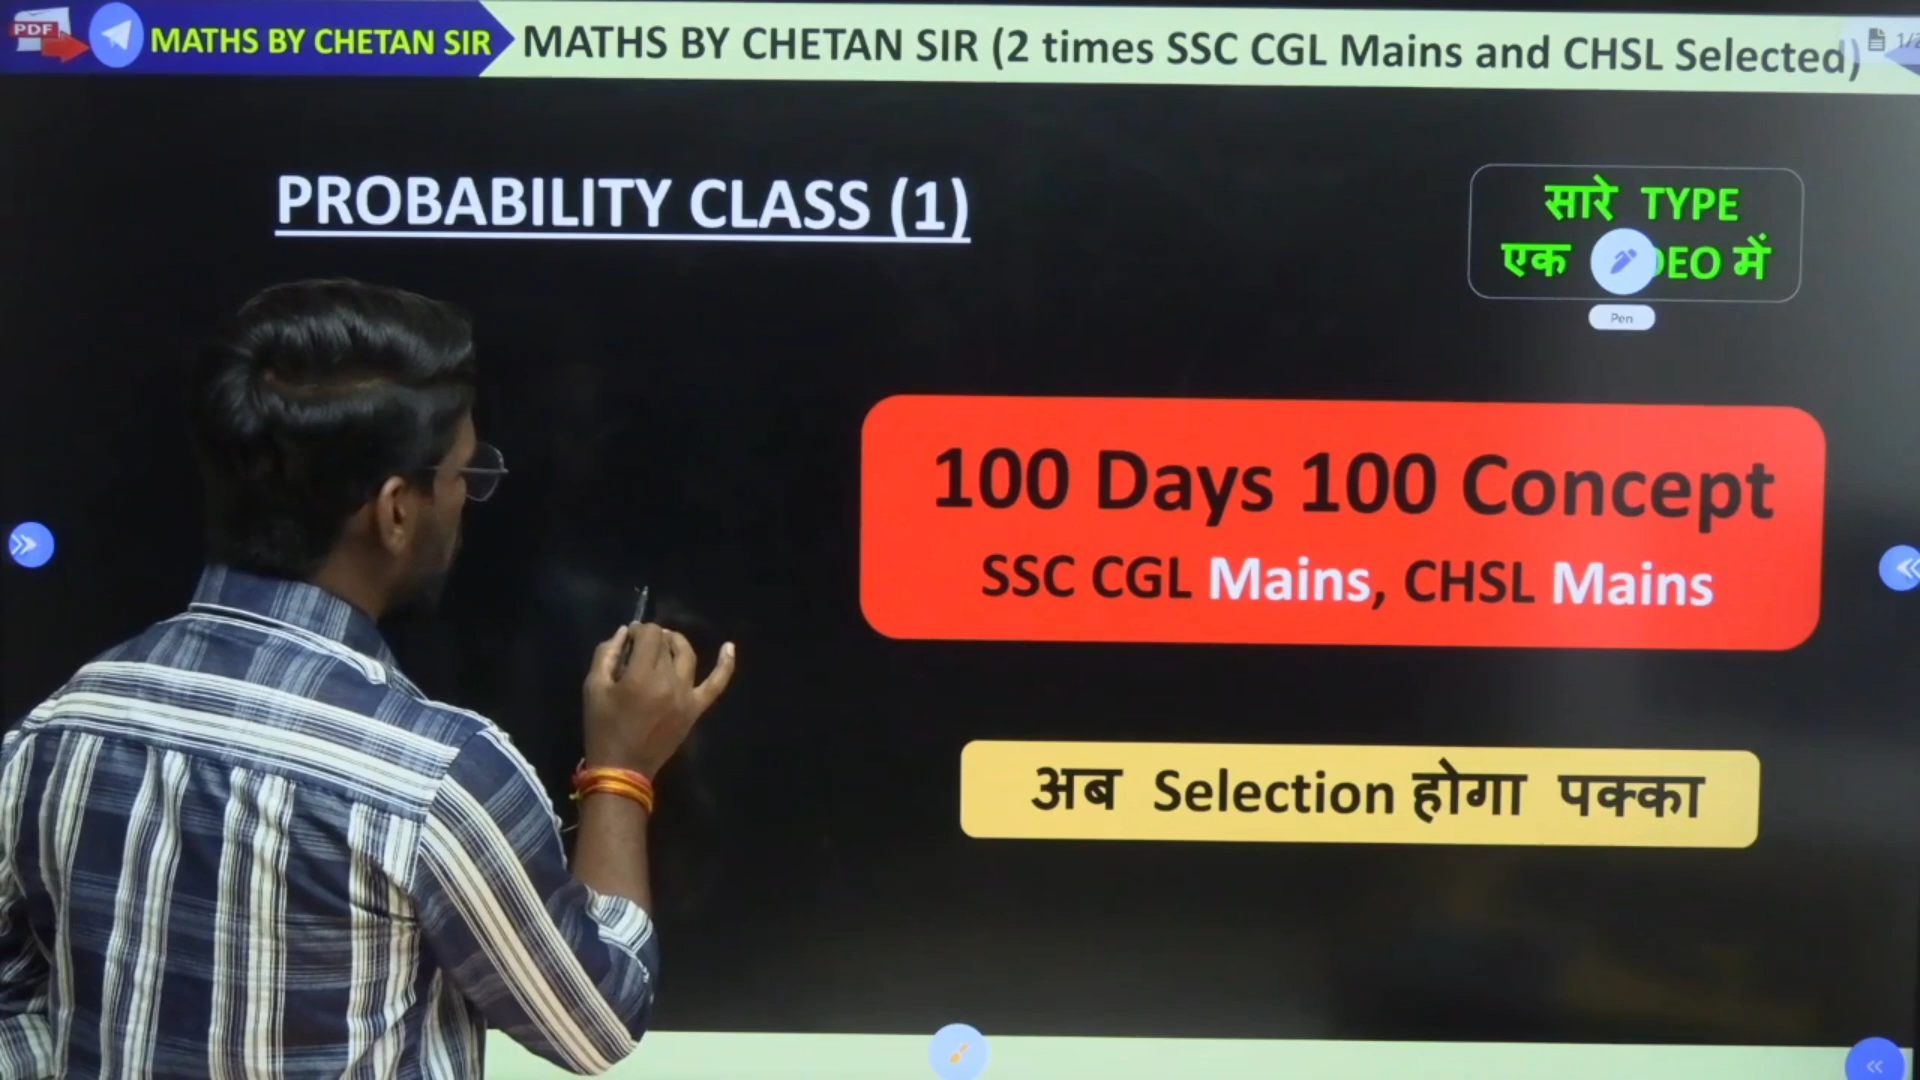 PDF
MATHS BY CHETAN SIR
MATHS BY CHETAN SIR (2 times SSC CGL Mains and CHSL Selected)
PROBABILITY CLASS (1)
सारे TYPE
एक DEO में
Pen
100 Days 100 Concept
SSC CGL Mains, CHSL Mains
अब Selection होगा पक्का